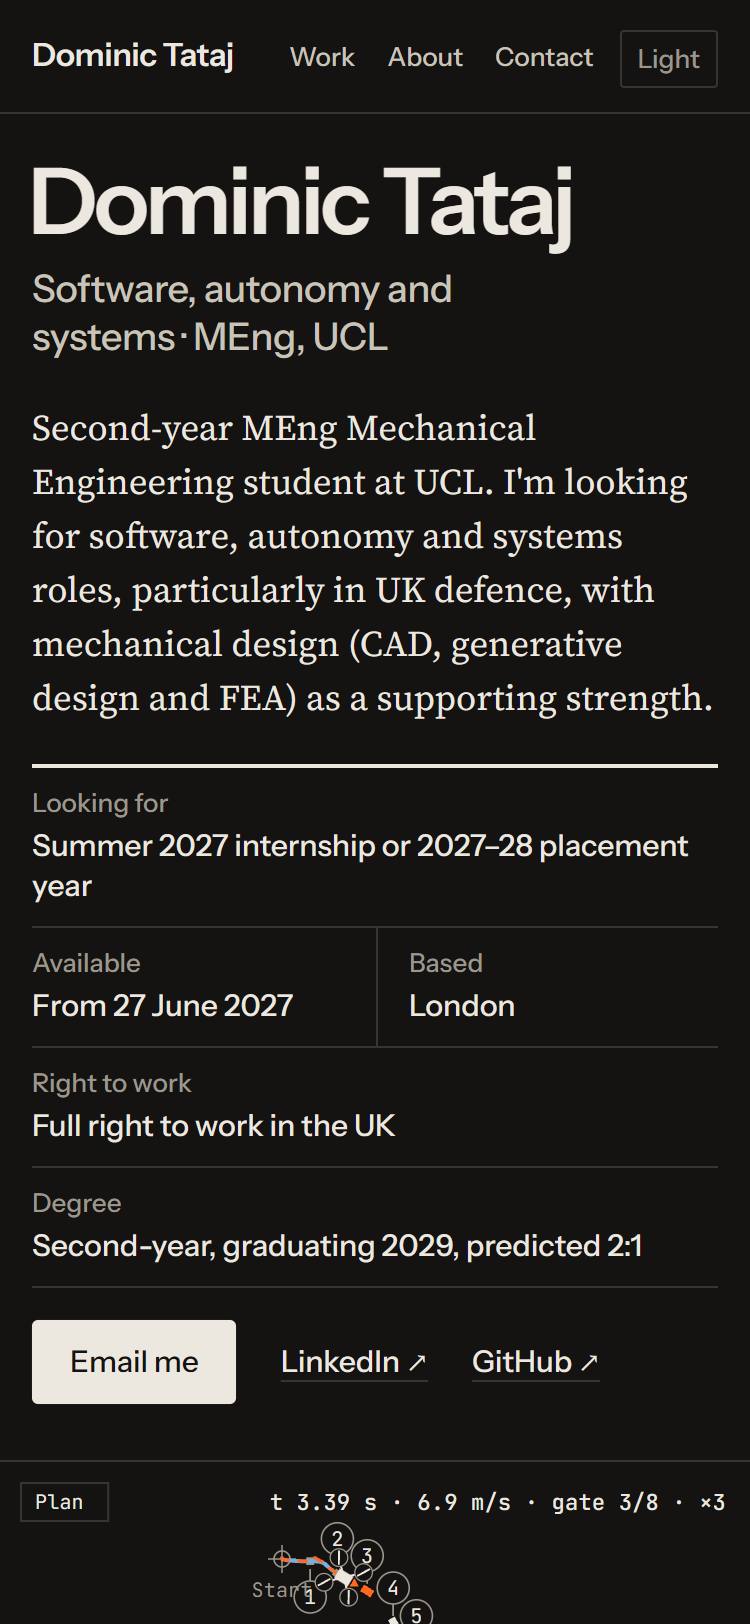 Dominic Tataj
Work
About
Contact
Light
Dominic Tataj
Software, autonomy and
systems · MEng, UCL
Second-year MEng Mechanical
Engineering student at UCL. I'm looking
for software, autonomy and systems
roles, particularly in UK defence, with
mechanical design (CAD, generative
design and FEA) as a supporting strength.
Looking for
Summer 2027 internship or 2027–28 placement
year
Available
From 27 June 2027
Based
London
Right to work
Full right to work in the UK
Degree
Second-year, graduating 2029, predicted 2:1
Email me
LinkedIn ↗
GitHub ↗
Plan
t 3.39 s · 6.9 m/s · gate 3/8 · ×3
2
3
Start
1
4
5